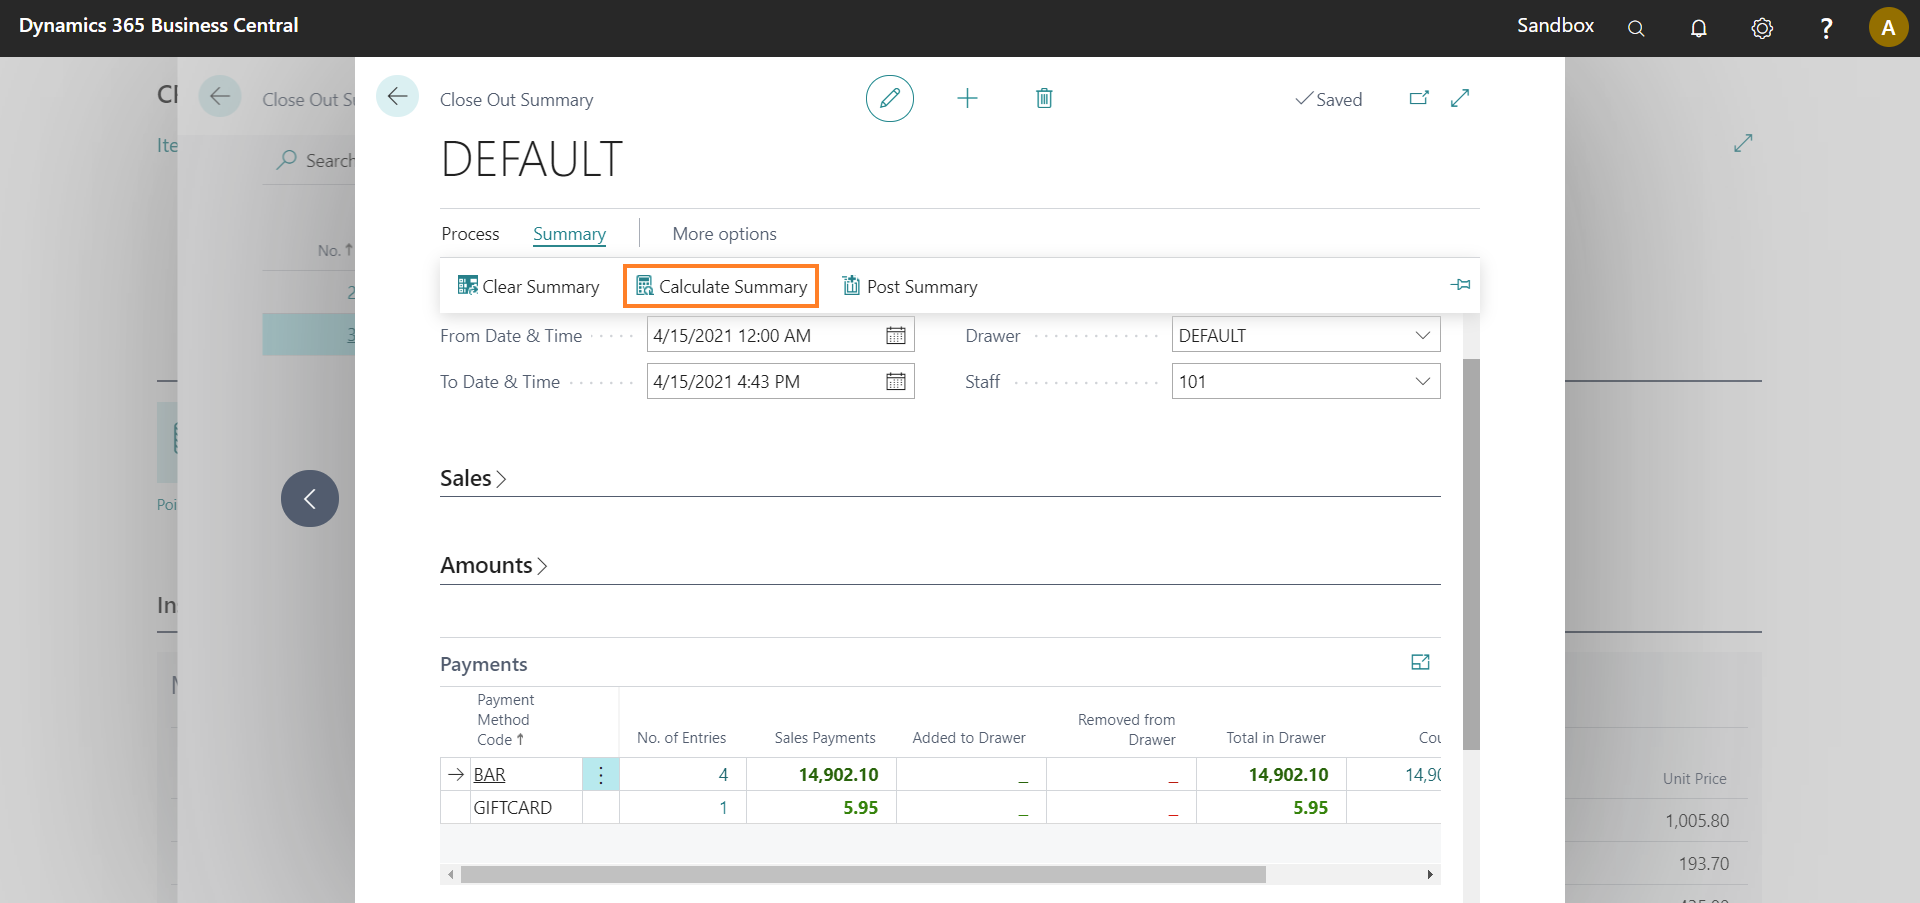 Dynamics 365 Business Central
Sandbox
?
A
Close Out Summary
Saved
DEFAULT
Process
Summary
More options
Clear Summary
Calculate Summary
Post Summary
From Date & Time
4/15/2021 12:00 AM
Drawer
DEFAULT
To Date & Time
4/15/2021 4:43 PM
Staff
101
Sales
Amounts
Payments
Payment
Method
Code ↑
No. of Entries
Sales Payments
Added to Drawer
Removed from
Drawer
Total in Drawer
Cou
BAR
4
14,902.10
_
_
14,902.10
14,90
GIFTCARD
1
5.95
_
_
5.95
Close Out Su
Search
No. ↑
2
3
Ite
Poi
In
Unit Price
1,005.80
193.70